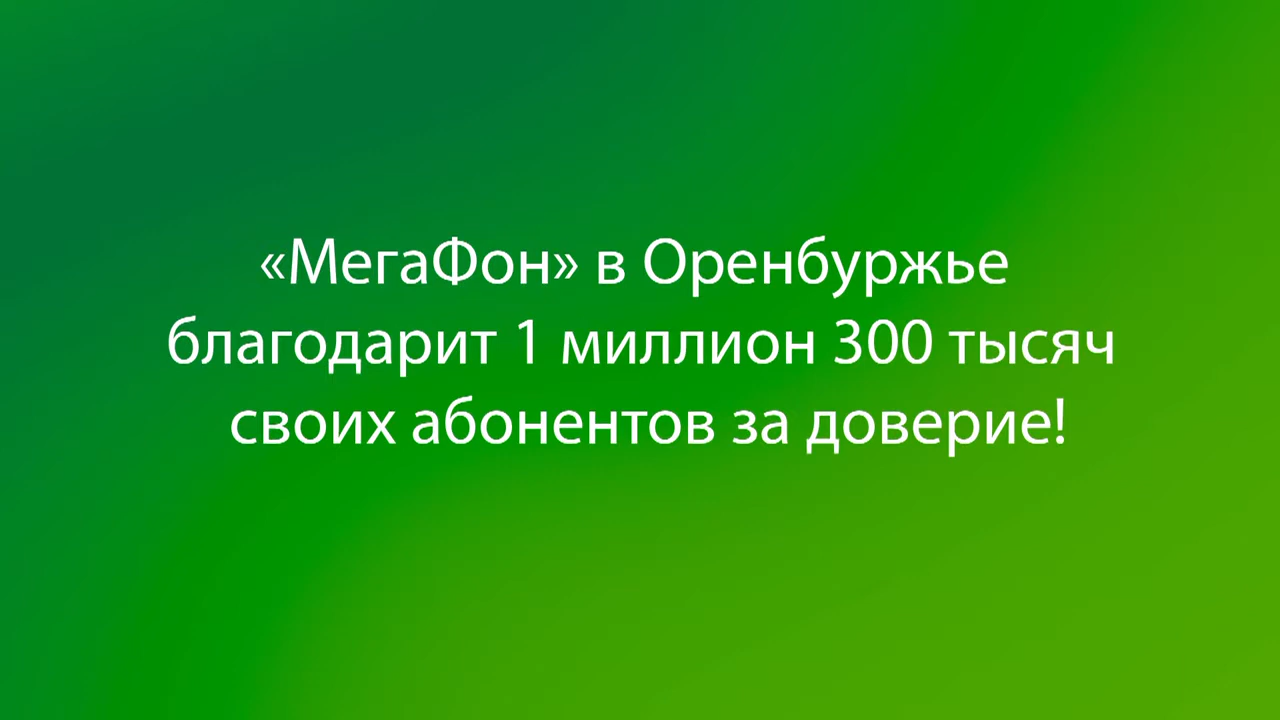 «МегаФон» в Оренбуржье
благодарит 1 миллион 300 тысяч
своих абонентов за доверие!